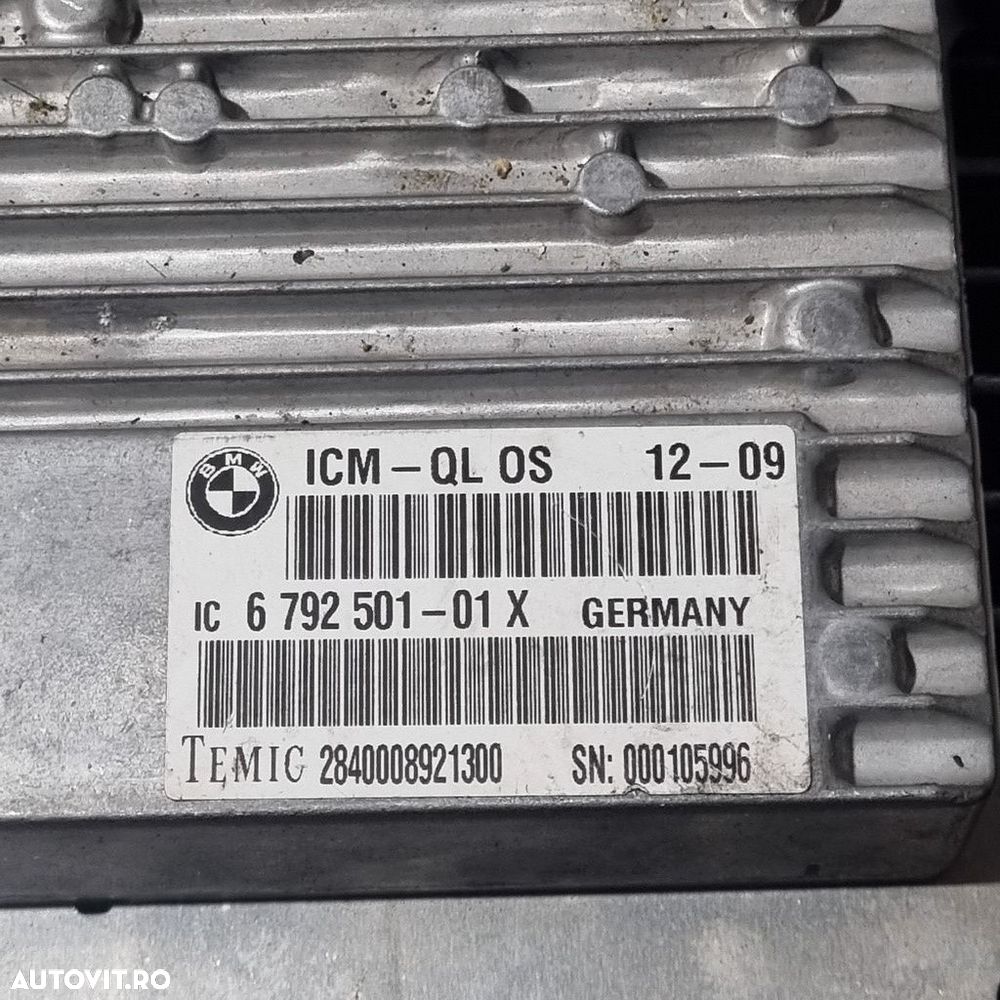 BMW
ICM-QL OS 12-09
IC 6 792 501-01 X GERMANY
TEMIC 2840008921300 SN: 000105996
AUTOVIT.RO